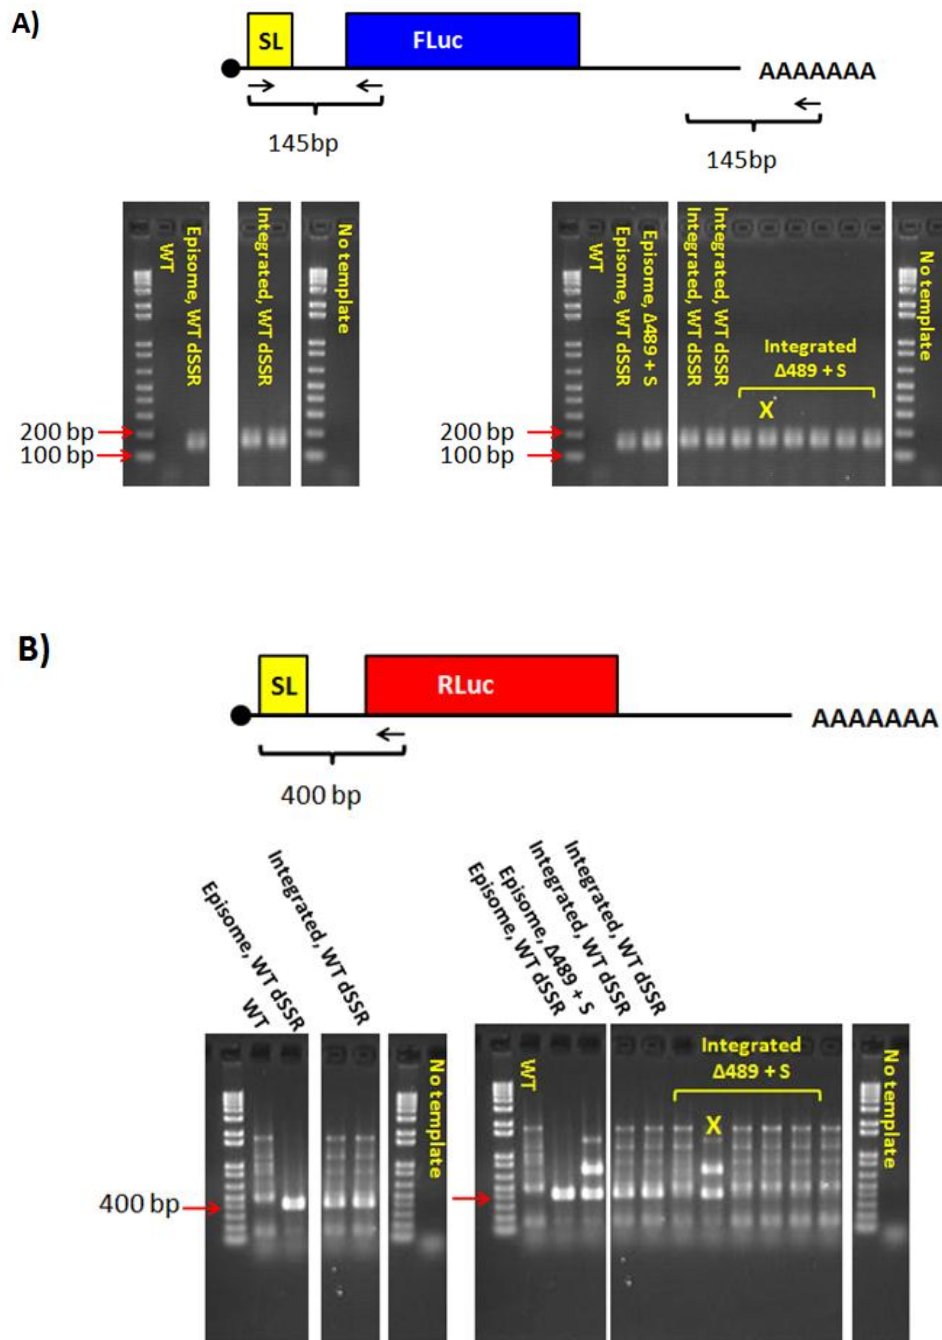 A)
SL
FLuc
AAAAAAA
145bp
145bp
WT
Episome, WT dSSR
Integrated, WT dSSR
No template
200 bp
100 bp
WT
Episome, WT dSSR
Episome, Δ489 + S
Integrated, WT dSSR
Integrated, WT dSSR
Integrated
Δ489 + S
X
No template
200 bp
100 bp
B)
SL
RLuc
AAAAAAA
400 bp
WT
Episome, WT dSSR
Integrated, WT dSSR
No template
400 bp
WT
Episome, WT dSSR
Episome, Δ489 + S
Integrated, WT dSSR
Integrated, WT dSSR
Integrated
Δ489 + S
X
No template